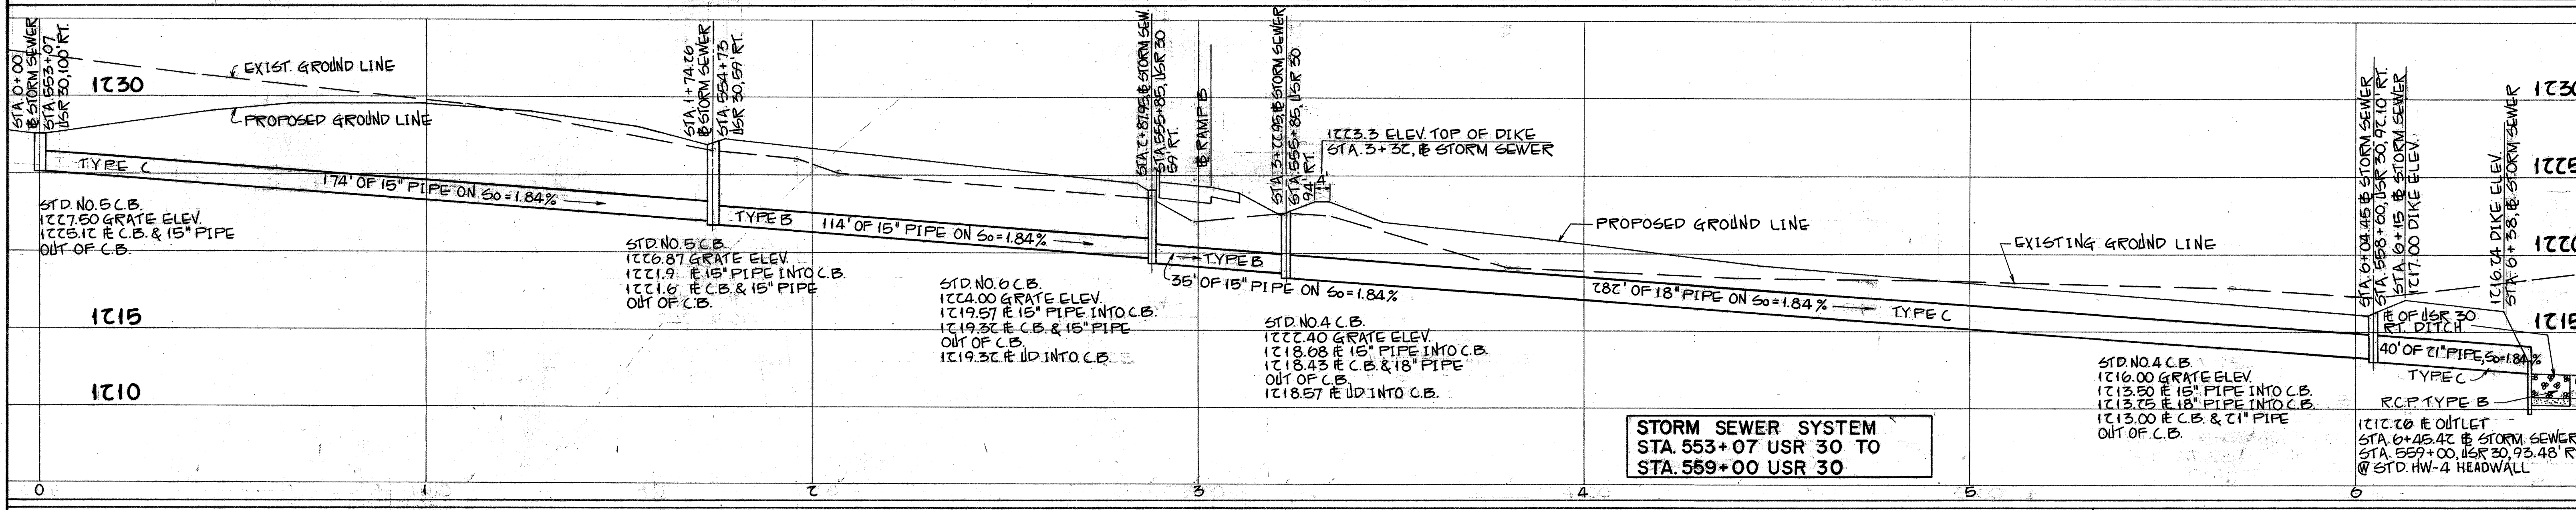 STA. 0+00
℄ STORM SEWER
STA. 553+07
USR 30, 100' RT.
1230
EXIST. GROUND LINE
PROPOSED GROUND LINE
TYPE C
174' OF 15" PIPE ON So=1.84%
STD. NO. 5 C.B.
1227.50 GRATE ELEV.
1225.12 ⅊ C.B. & 15" PIPE
OUT OF C.B.
1215
1210
STA. 1+74.26
℄ STORM SEWER
STA. 554+73
USR 30, 59' RT.
TYPE B
114' OF 15" PIPE ON So=1.84%
STD. NO. 5 C.B.
1226.87 GRATE ELEV.
1221.9 ⅊ 15" PIPE INTO C.B.
1221.6 ⅊ C.B. & 15" PIPE
OUT OF C.B.
STA. 2+87.95, ℄ STORM SEW.
STA. 555+85, USR 30
59' RT.
℄ RAMP B
TYPE B
35' OF 15" PIPE ON So=1.84%
STD. NO. 6 C.B.
1224.00 GRATE ELEV.
1219.57 ⅊ 15" PIPE INTO C.B.
1219.32 ⅊ C.B. & 15" PIPE
OUT OF C.B.
1219.32 ⅊ UD INTO C.B.
STA. 3+22.95, ℄ STORM SEWER
STA. 555+85, USR 30
94' RT.
4'
1223.3 ELEV. TOP OF DIKE
STA. 3+32, ℄ STORM SEWER
STD. NO. 4 C.B.
1222.40 GRATE ELEV.
1218.68 ⅊ 15" PIPE INTO C.B.
1218.43 ⅊ C.B. & 18" PIPE
OUT OF C.B.
1218.57 ⅊ UD INTO C.B.
PROPOSED GROUND LINE
282' OF 18" PIPE ON So=1.84%
TYPE C
EXISTING GROUND LINE
STORM SEWER SYSTEM
STA. 553+07 USR 30 TO
STA. 559+00 USR 30
STA. 6+04.45 ℄ STORM SEWER
STA. 558+60, USR 30, 92.10' RT.
STA. 6+15 ℄ STORM SEWER
1217.00 DIKE ELEV.
1216.24 DIKE ELEV.
STA. 6+38, ℄ STORM SEWER
1230
1225
1220
1215
⅊ OF USR 30
RT. DITCH
40' OF 21" PIPE, So=1.84%
TYPE C
R.C.P. TYPE B
STD. NO. 4 C.B.
1216.00 GRATE ELEV.
1213.50 ⅊ 15" PIPE INTO C.B.
1213.25 ⅊ 18" PIPE INTO C.B.
1213.00 ⅊ C.B. & 21" PIPE
OUT OF C.B.
1212.26 ⅊ OUTLET
STA. 6+45.42 ℄ STORM SEWER
STA. 559+00, USR 30, 93.48' R
@ STD. HW-4 HEADWALL
0 1 2 3 4 5 6